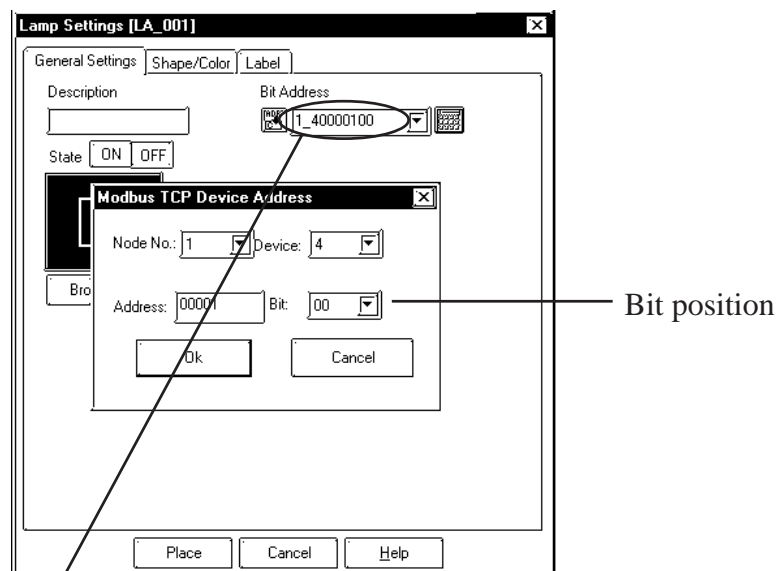 Lamp Settings [LA_001]
General Settings Shape/Color Label
Description Bit Address
1_40000100
State ON OFF
Modbus TCP Device Address
Node No.: 1 Device: 4
Bro
Address: 00001 Bit: 00
Bit position
Ok Cancel
Place Cancel Help